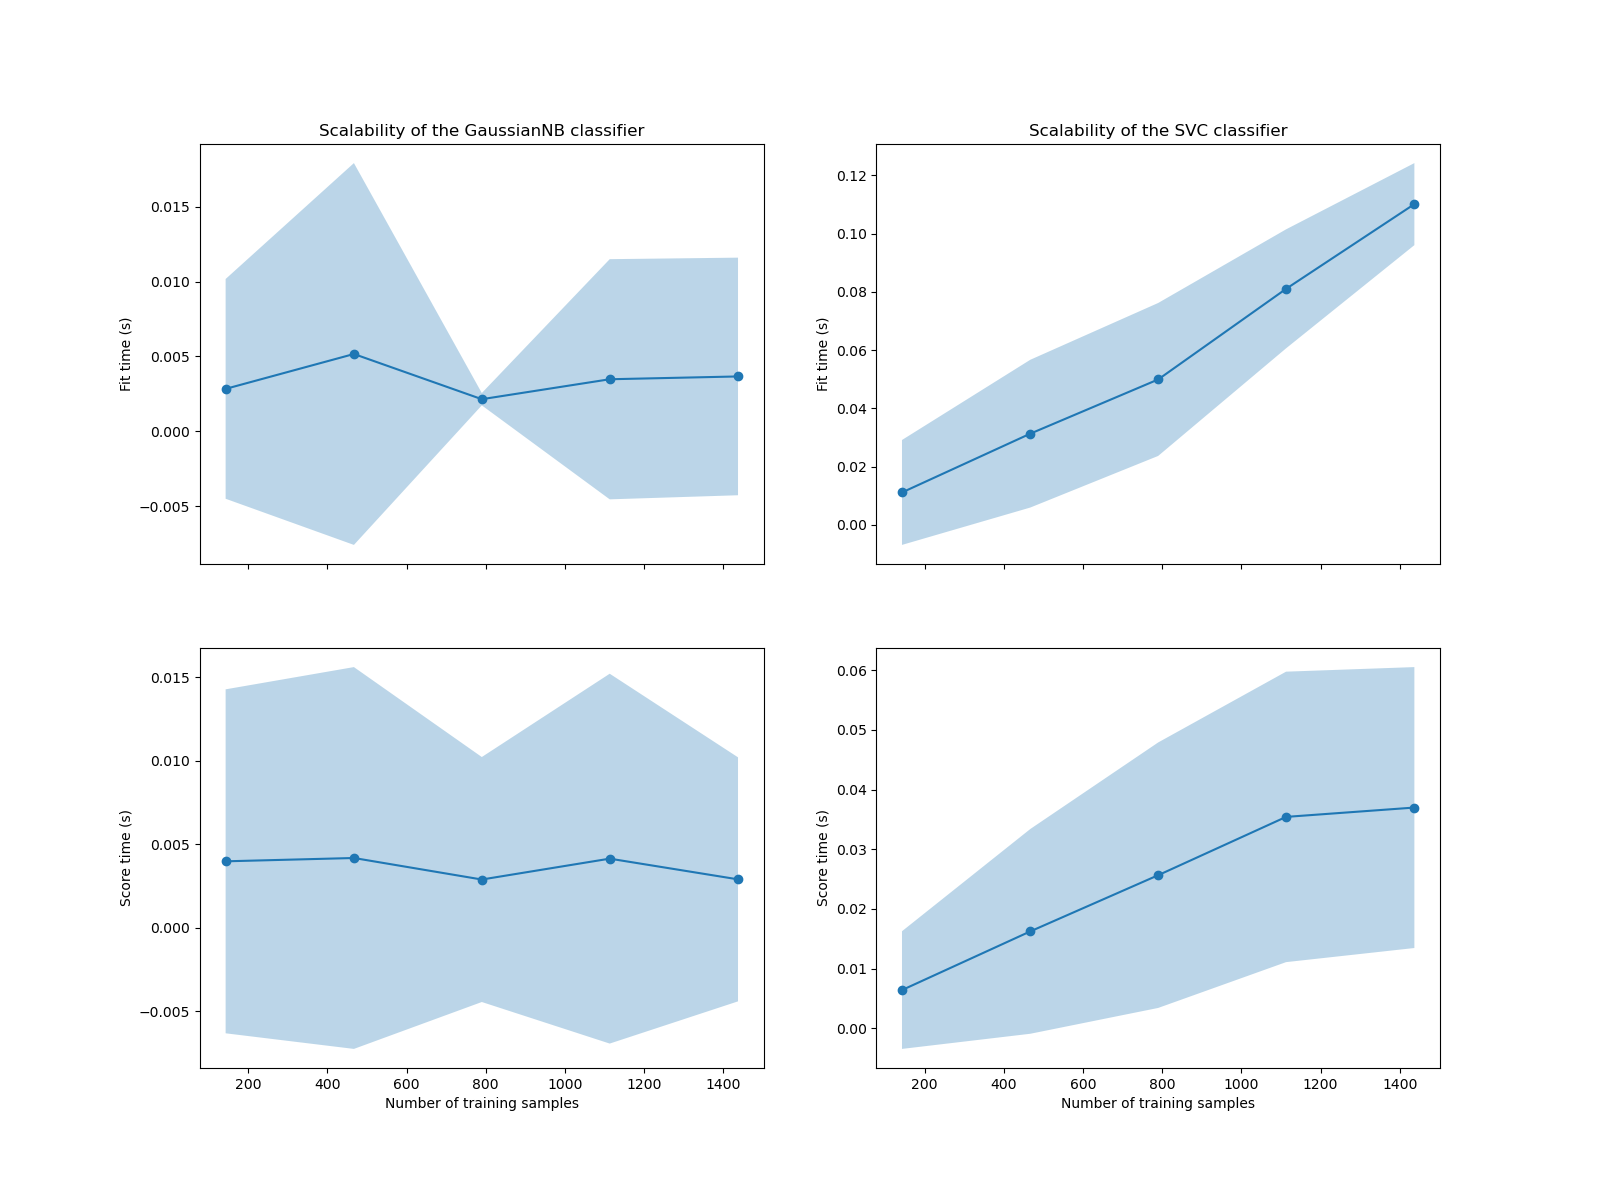 Scalability of the GaussianNB classifier
Scalability of the SVC classifier
0.015
0.010
0.005
0.000
−0.005
Fit time (s)
0.12
0.10
0.08
0.06
0.04
0.02
0.00
Fit time (s)
0.015
0.010
0.005
0.000
−0.005
Score time (s)
200 400 600 800 1000 1200 1400
Number of training samples
0.06
0.05
0.04
0.03
0.02
0.01
0.00
Score time (s)
200 400 600 800 1000 1200 1400
Number of training samples